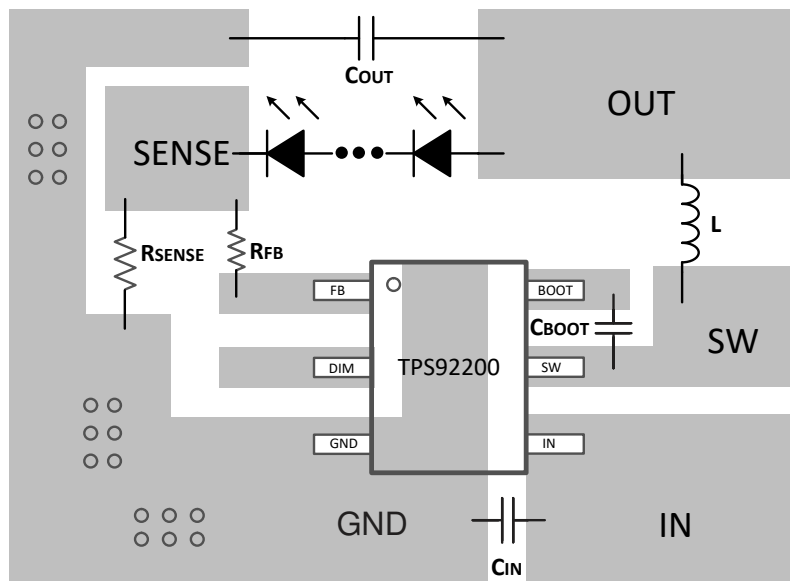 COUT
OUT
SENSE
RSENSE
RFB
L
FB
BOOT
CBOOT
SW
DIM
TPS92200
SW
GND
IN
GND
IN
CIN